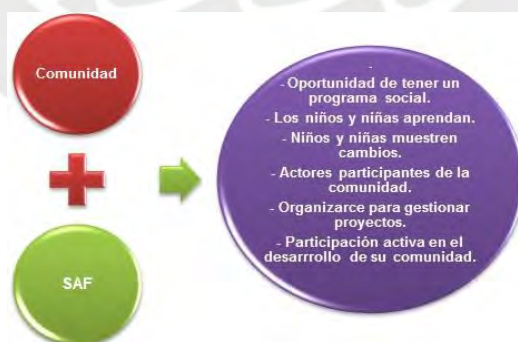 Comunidad
SAF
-
- Oportunidad de tener un
programa social.
- Los niños y niñas aprendan.
- Niños y niñas muestren
cambios.
- Actores participantes de la
comunidad.
- Organizarce para gestionar
proyectos.
- Participación activa en el
desarrrollo de su comunidad.